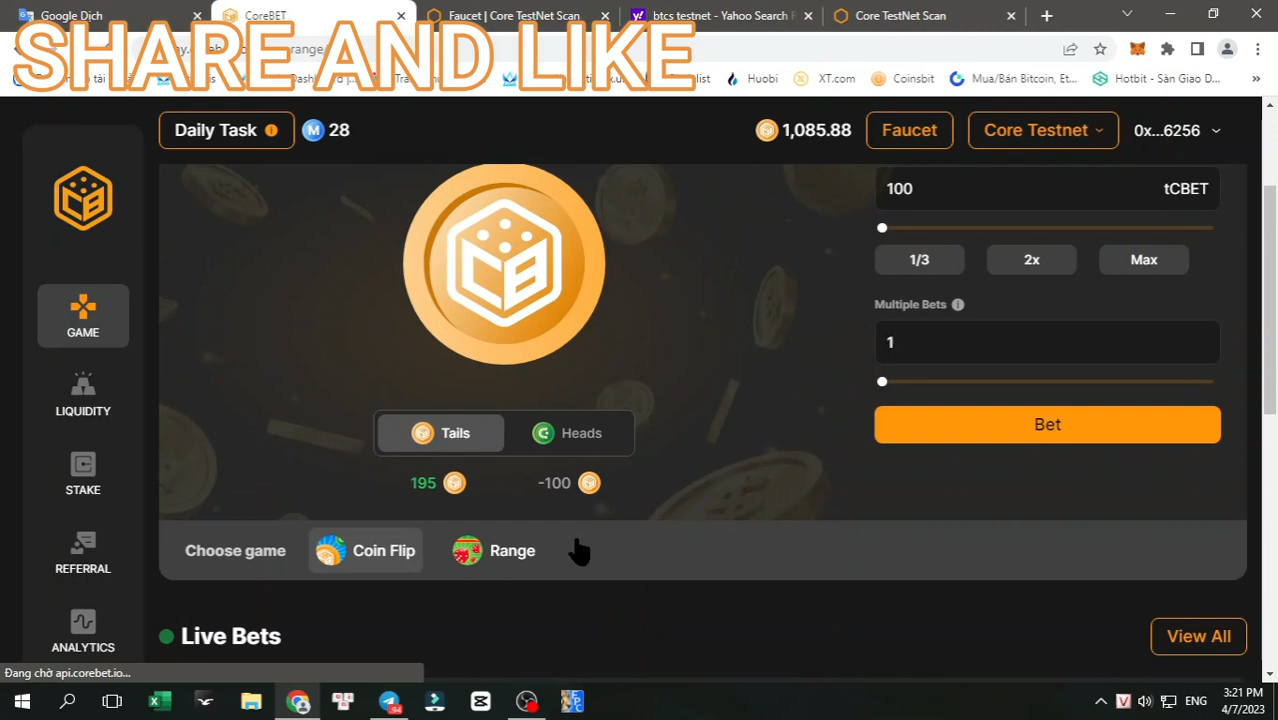 Google Dịch
CoreBET
Faucet | Core TestNet Scan
btcs testnet - Yahoo Search R
Core TestNet Scan
SHARE AND LIKE
range
Huobi
XT.com
Coinsbit
Mua/Bán Bitcoin, Et...
Hotbit - Sàn Giao D...
Daily Task
M 28
1,085.88
Faucet
Core Testnet
0x...6256
100
tCBET
1/3
2x
Max
Multiple Bets
1
Bet
CB
Tails
Heads
195
-100
Choose game
Coin Flip
Range
Live Bets
View All
GAME
LIQUIDITY
STAKE
REFERRAL
ANALYTICS
Đang chờ api.corebet.io...
94
ENG
3:21 PM
4/7/2023